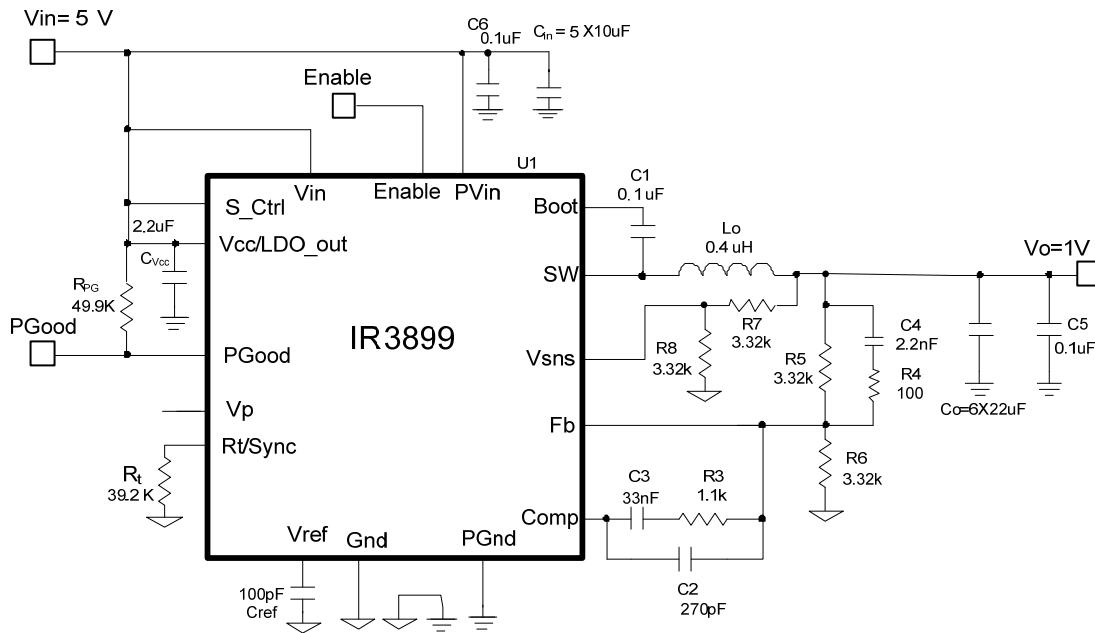 Vin= 5 V
C6
0.1uF
Cin = 5 X10uF
Enable
U1
Vin
Enable
PVin
S_Ctrl
Boot
C1
0.1uF
2.2uF
Vcc/LDO_out
CVcc
SW
Lo
0.4 uH
Vo=1V
RPG
49.9K
PGood
IR3899
PGood
Vsns
R8
3.32k
R7
3.32k
R5
3.32k
C4
2.2nF
R4
100
C5
0.1uF
Co=6X22uF
Vp
Fb
Rt/Sync
Rt
39.2 K
R6
3.32k
C3
33nF
R3
1.1k
Comp
Vref
Gnd
PGnd
100pF
Cref
C2
270pF